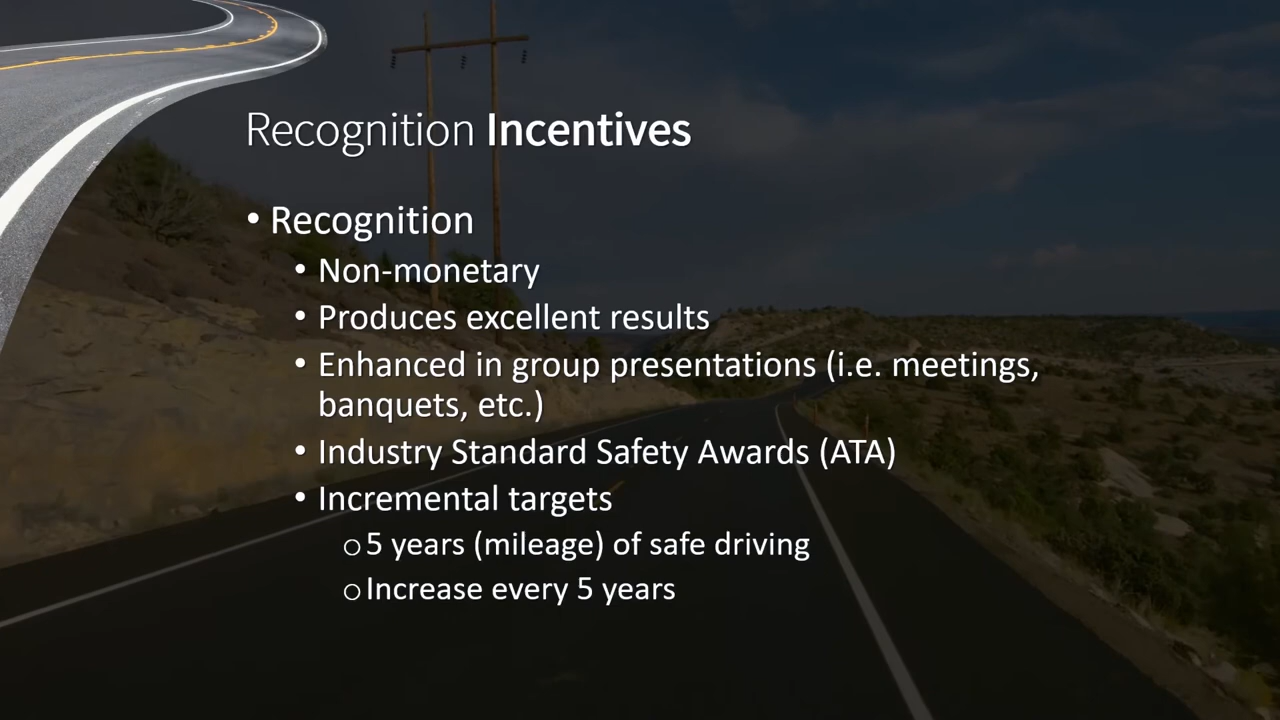 Recognition Incentives
• Recognition
• Non-monetary
• Produces excellent results
• Enhanced in group presentations (i.e. meetings,
banquets, etc.)
• Industry Standard Safety Awards (ATA)
• Incremental targets
○ 5 years (mileage) of safe driving
○ Increase every 5 years